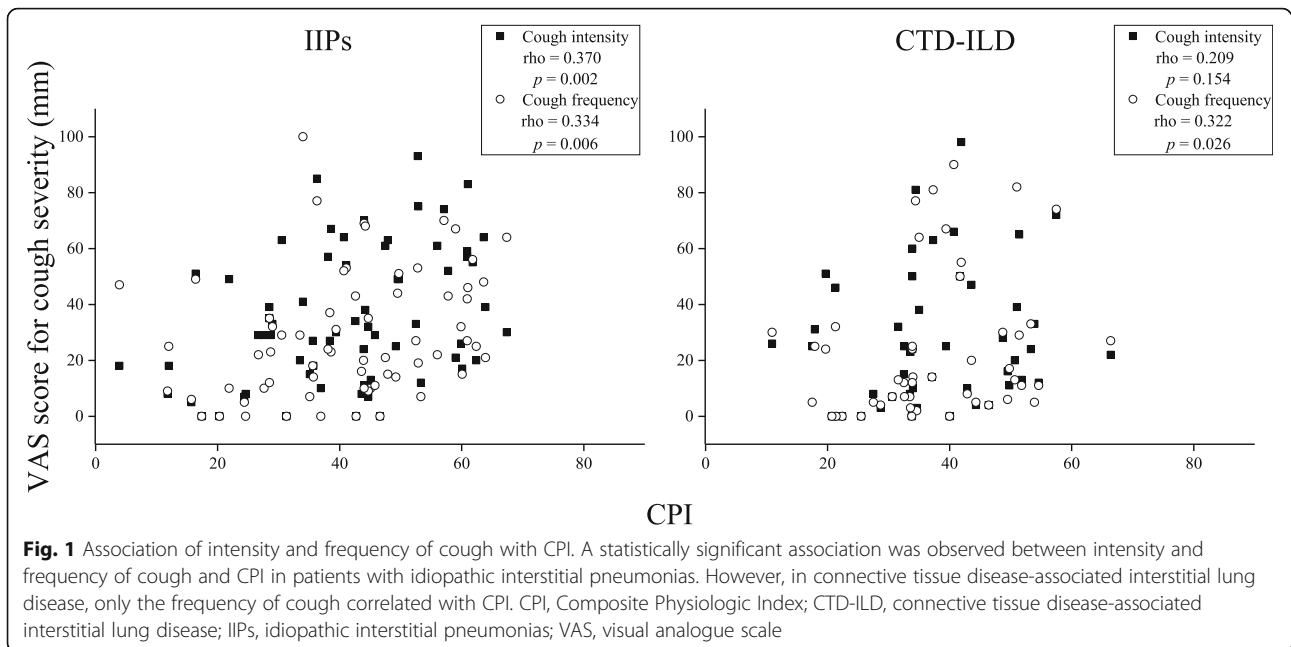 IIPs
Cough intensity
rho = 0.370
p = 0.002
Cough frequency
rho = 0.334
p = 0.006
CTD-ILD
Cough intensity
rho = 0.209
p = 0.154
Cough frequency
rho = 0.322
p = 0.026
VAS score for cough severity (mm)
100
80
60
40
20
0
0
20
40
60
80
100
80
60
40
20
0
0
20
40
60
80
CPI
Fig. 1 Association of intensity and frequency of cough with CPI. A statistically significant association was observed between intensity and
frequency of cough and CPI in patients with idiopathic interstitial pneumonias. However, in connective tissue disease-associated interstitial lung
disease, only the frequency of cough correlated with CPI. CPI, Composite Physiologic Index; CTD-ILD, connective tissue disease-associated
interstitial lung disease; IIPs, idiopathic interstitial pneumonias; VAS, visual analogue scale